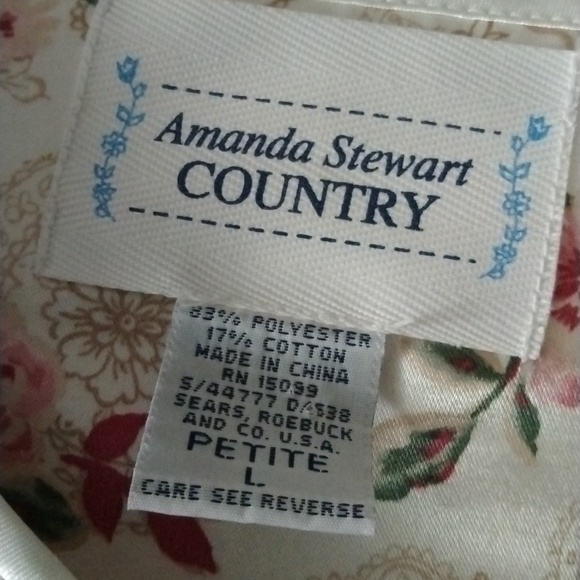 Amanda Stewart
COUNTRY
83% POLYESTER
17% COTTON
MADE IN CHINA
RN 15099
S/44777 D/538
SEARS, ROEBUCK
AND CO. U.S.A.
PETITE
L
CARE SEE REVERSE